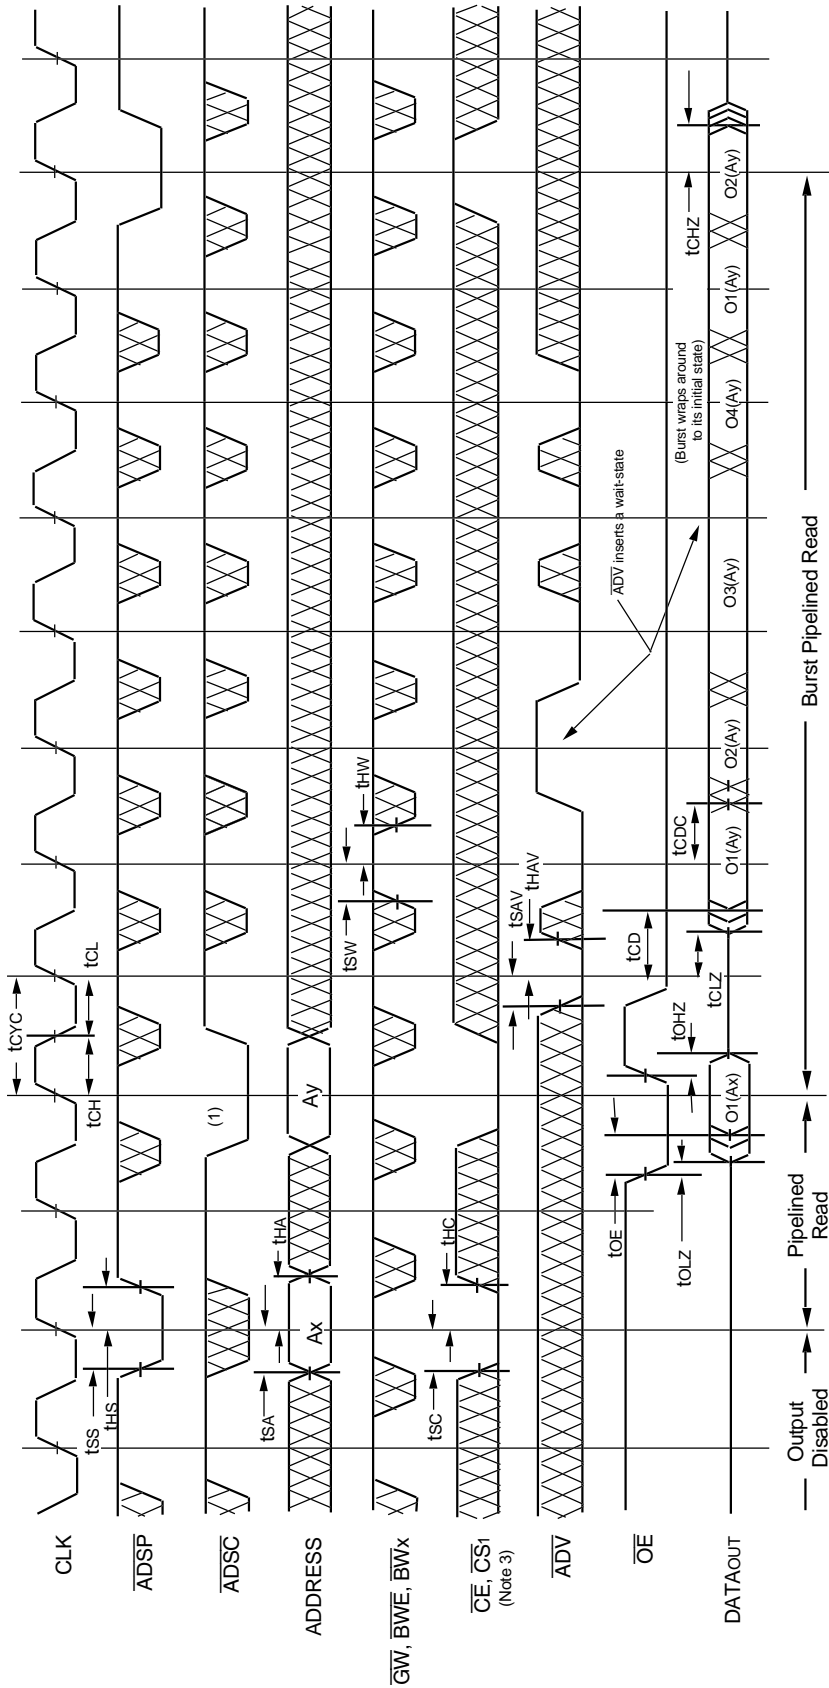 CLK
tCYC
tCH
tCL
tSS
tHS
ADSP
ADSC
(1)
tSA
tHA
ADDRESS
Ax
Ay
tSW
tHW
GW, BWE, BWx
tSC
tHC
CE, CS1
(Note 3)
tSAV
tHAV
ADV
ADV inserts a wait-state
OE
tOE
tOHZ
tCD
tOLZ
tCLZ
tCDC
tCHZ
(Burst wraps around
to its initial state)
DATAOUT
O1(Ax)
O1(Ay)
O2(Ay)
O3(Ay)
O4(Ay)
O1(Ay)
O2(Ay)
Output
Disabled
Pipelined
Read
Burst Pipelined Read